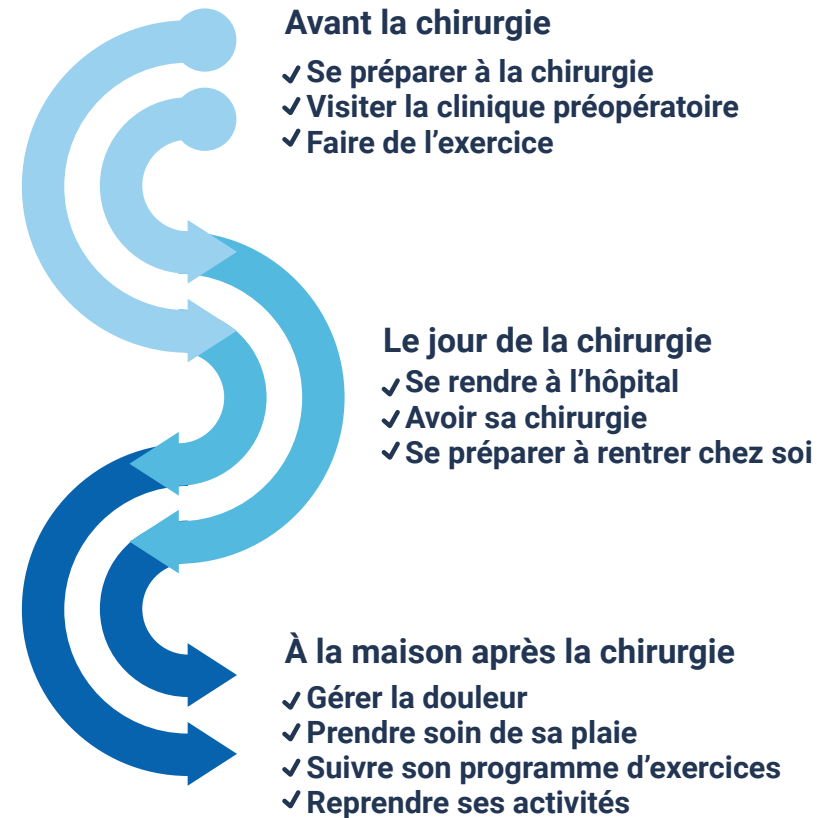 Avant la chirurgie
✓ Se préparer à la chirurgie
✓ Visiter la clinique préopératoire
✓ Faire de l’exercice
Le jour de la chirurgie
✓ Se rendre à l’hôpital
✓ Avoir sa chirurgie
✓ Se préparer à rentrer chez soi
À la maison après la chirurgie
✓ Gérer la douleur
✓ Prendre soin de sa plaie
✓ Suivre son programme d’exercices
✓ Reprendre ses activités